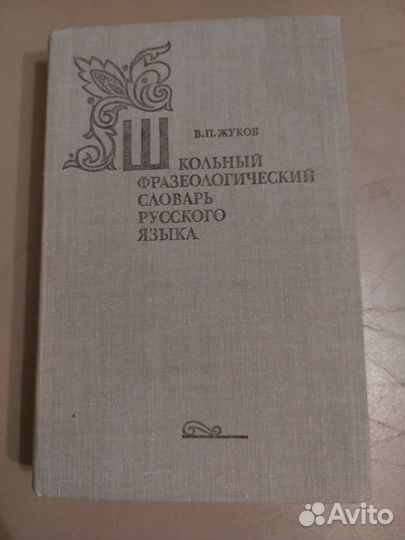 В.П. ЖУКОВ
ШКОЛЬНЫЙ
ФРАЗЕОЛОГИЧЕСКИЙ
СЛОВАРЬ
РУССКОГО
ЯЗЫКА
Avito